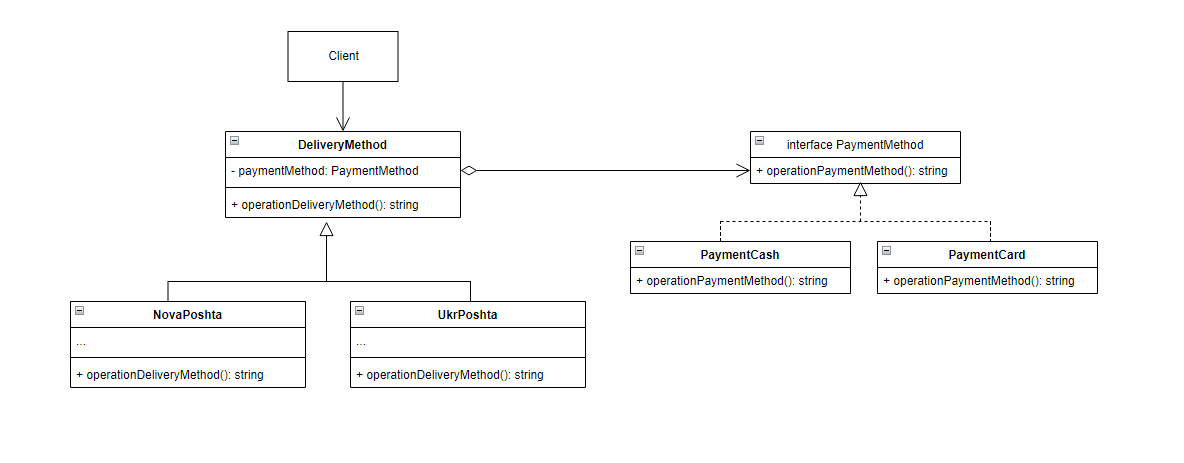 Client
DeliveryMethod
- paymentMethod: PaymentMethod
+ operationDeliveryMethod(): string
interface PaymentMethod
+ operationPaymentMethod(): string
PaymentCash
+ operationPaymentMethod(): string
PaymentCard
+ operationPaymentMethod(): string
NovaPoshta
...
+ operationDeliveryMethod(): string
UkrPoshta
...
+ operationDeliveryMethod(): string